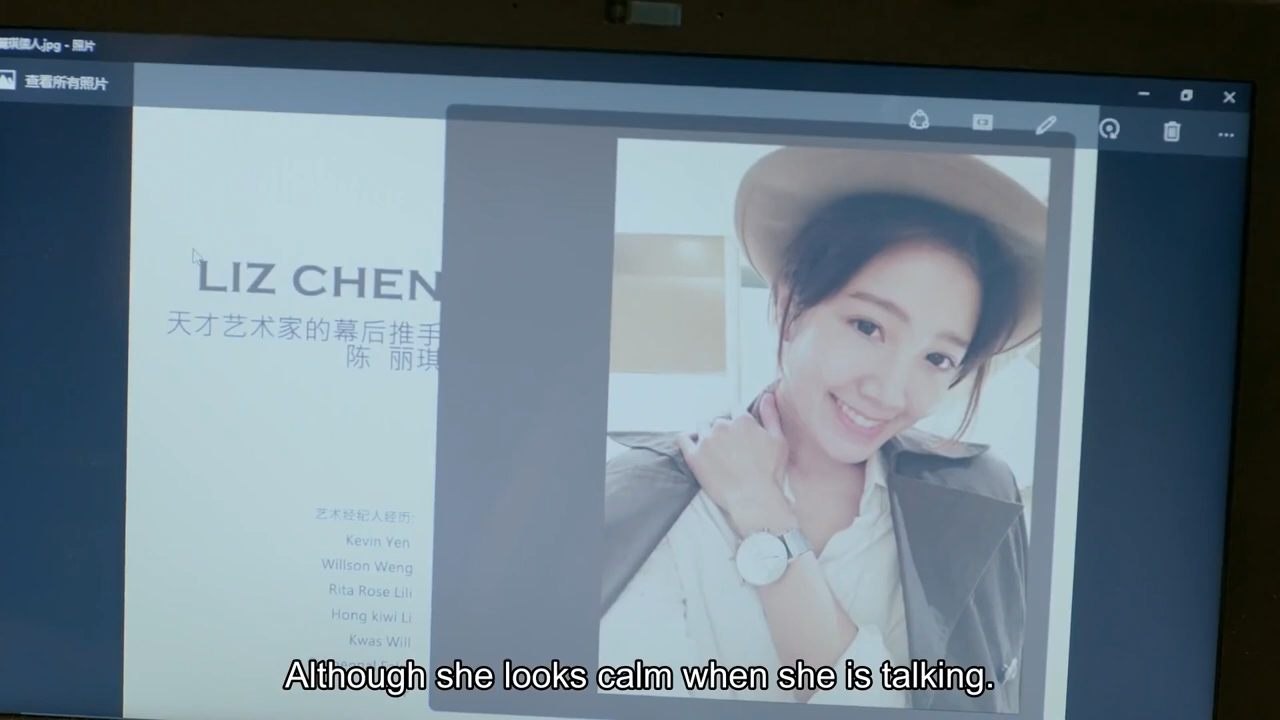 琪個人.jpg - 照片
查看所有照片
LIZ CHEN
天才艺术家的幕后推手
陈 丽琪
艺术经纪人经历:
Kevin Yen
Willson Weng
Rita Rose Lili
Hong kiwi Li
Kwas Will
Although she looks calm when she is talking.